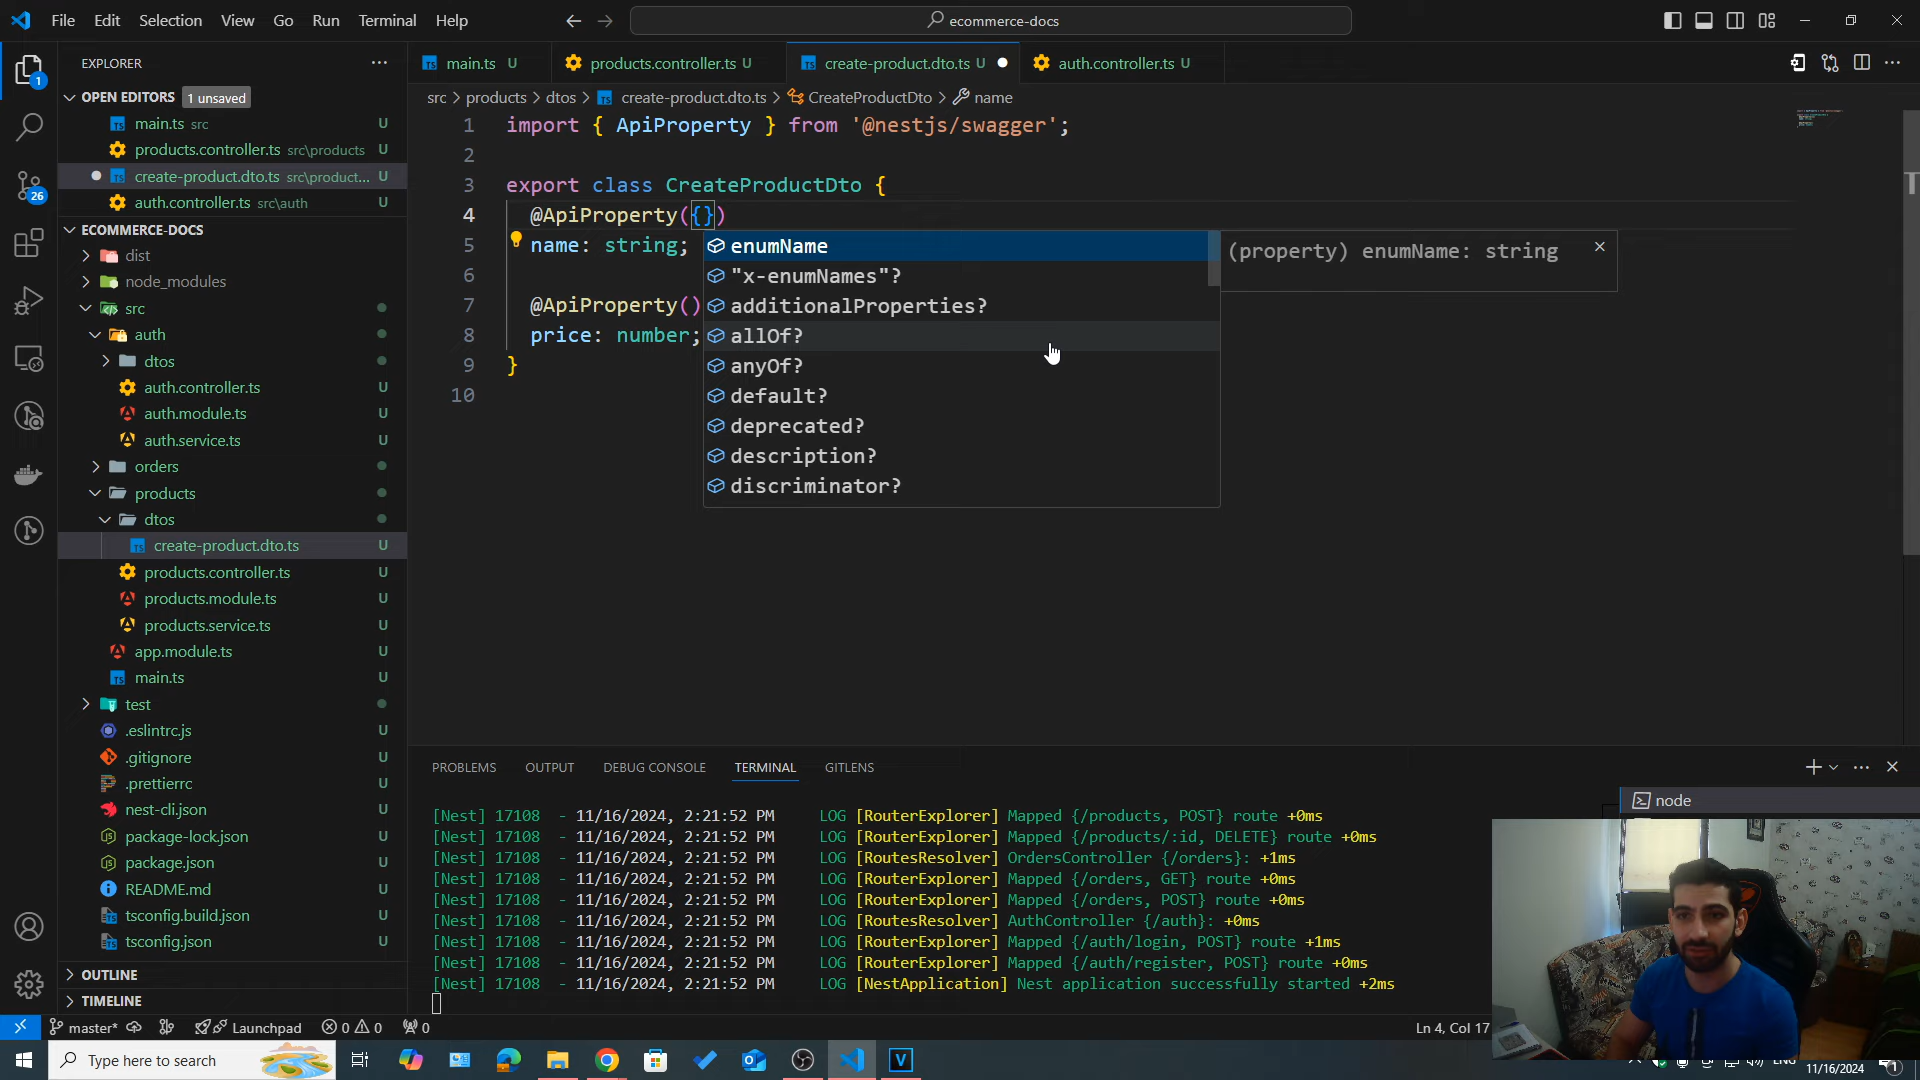 File Edit Selection View Go Run Terminal Help
ecommerce-docs
EXPLORER
OPEN EDITORS 1 unsaved
main.ts src U
products.controller.ts src\products U
create-product.dto.ts src\product... U
auth.controller.ts src\auth U
ECOMMERCE-DOCS
dist
node_modules
src
auth
dtos
auth.controller.ts U
auth.module.ts U
auth.service.ts U
orders
products
dtos
create-product.dto.ts U
products.controller.ts U
products.module.ts U
products.service.ts U
app.module.ts U
main.ts U
test
.eslintrc.js U
.gitignore U
.prettierrc U
nest-cli.json U
package-lock.json U
package.json U
README.md U
tsconfig.build.json U
tsconfig.json U
OUTLINE
TIMELINE
main.ts U
products.controller.ts U
create-product.dto.ts U
auth.controller.ts U
src > products > dtos > create-product.dto.ts > CreateProductDto > name
1 import { ApiProperty } from '@nestjs/swagger';
2
3 export class CreateProductDto {
4 @ApiProperty({})
5 name: string;
6
7 @ApiProperty()
8 price: number;
9 }
10
enumName
"x-enumNames"?
additionalProperties?
allOf?
anyOf?
default?
deprecated?
description?
discriminator?
(property) enumName: string
PROBLEMS OUTPUT DEBUG CONSOLE TERMINAL GITLENS
node
[Nest] 17108 - 11/16/2024, 2:21:52 PM LOG [RouterExplorer] Mapped {/products, POST} route +0ms
[Nest] 17108 - 11/16/2024, 2:21:52 PM LOG [RouterExplorer] Mapped {/products/:id, DELETE} route +0ms
[Nest] 17108 - 11/16/2024, 2:21:52 PM LOG [RoutesResolver] OrdersController {/orders}: +1ms
[Nest] 17108 - 11/16/2024, 2:21:52 PM LOG [RouterExplorer] Mapped {/orders, GET} route +0ms
[Nest] 17108 - 11/16/2024, 2:21:52 PM LOG [RouterExplorer] Mapped {/orders, POST} route +0ms
[Nest] 17108 - 11/16/2024, 2:21:52 PM LOG [RoutesResolver] AuthController {/auth}: +0ms
[Nest] 17108 - 11/16/2024, 2:21:52 PM LOG [RouterExplorer] Mapped {/auth/login, POST} route +1ms
[Nest] 17108 - 11/16/2024, 2:21:52 PM LOG [RouterExplorer] Mapped {/auth/register, POST} route +0ms
[Nest] 17108 - 11/16/2024, 2:21:52 PM LOG [NestApplication] Nest application successfully started +2ms
1
26
master* Launchpad 0 0 0 Ln 4, Col 17
Type here to search
11/16/2024
1